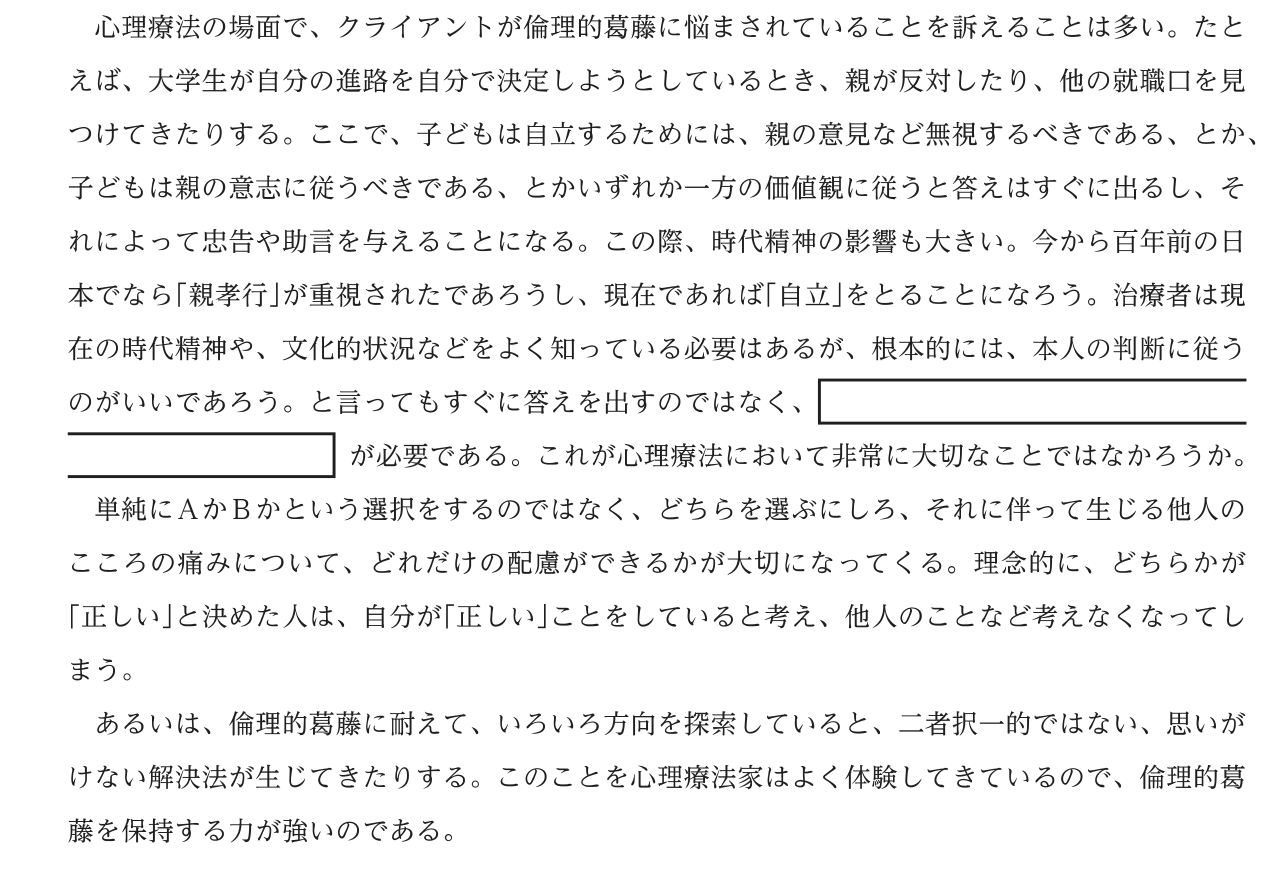 心理療法の場面で、クライアントが倫理的葛藤に悩まされていることを訴えることは多い。たと
えば、大学生が自分の進路を自分で決定しようとしているとき、親が反対したり、他の就職口を見
つけてきたりする。ここで、子どもは自立するためには、親の意見など無視するべきである、とか、
子どもは親の意志に従うべきである、とかいずれか一方の価値観に従うと答えはすぐに出るし、そ
れによって忠告や助言を与えることになる。この際、時代精神の影響も大きい。今から百年前の日
本でなら「親孝行」が重視されたであろうし、現在であれば「自立」をとることになろう。治療者は現
在の時代精神や、文化的状況などをよく知っている必要はあるが、根本的には、本人の判断に従う
のがいいであろう。と言ってもすぐに答えを出すのではなく、
が必要である。これが心理療法において非常に大切なことではなかろうか。
単純にＡかＢかという選択をするのではなく、どちらを選ぶにしろ、それに伴って生じる他人の
こころの痛みについて、どれだけの配慮ができるかが大切になってくる。理念的に、どちらかが
「正しい」と決めた人は、自分が「正しい」ことをしていると考え、他人のことなど考えなくなってし
まう。
あるいは、倫理的葛藤に耐えて、いろいろ方向を探索していると、二者択一的ではない、思いが
けない解決法が生じてきたりする。このことを心理療法家はよく体験してきているので、倫理的葛
藤を保持する力が強いのである。